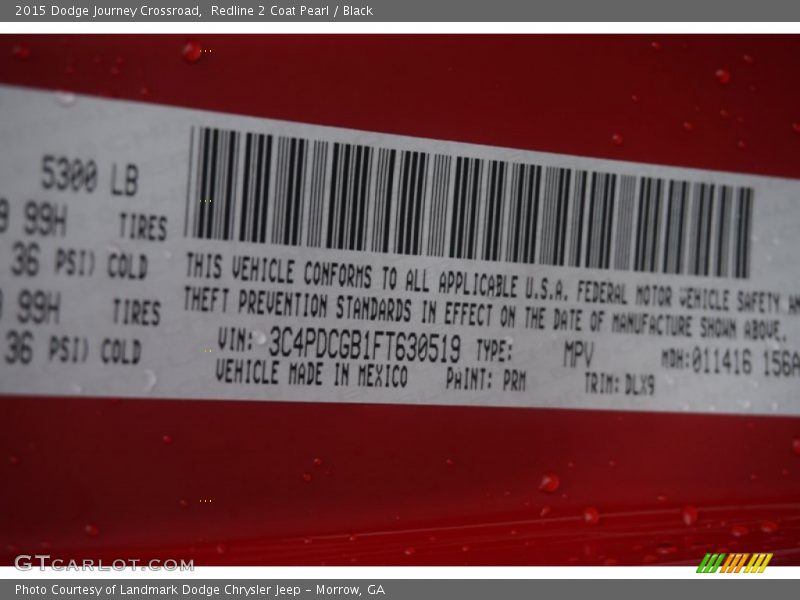 2015 Dodge Journey Crossroad,  Redline 2 Coat Pearl / Black
5300 LB
99H TIRES
36 PSI) COLD
99H TIRES
36 PSI) COLD
THIS VEHICLE CONFORMS TO ALL APPLICABLE U.S.A. FEDERAL MOTOR VEHICLE SAFETY AN
THEFT PREVENTION STANDARDS IN EFFECT ON THE DATE OF MANUFACTURE SHOWN ABOVE.
VIN: 3C4PDCGB1FT630519 TYPE: MPV MDH:011416 156A
VEHICLE MADE IN MEXICO PAINT: PRM TRIM: DLX9
GTCARLOT.COM
Photo Courtesy of Landmark Dodge Chrysler Jeep - Morrow, GA